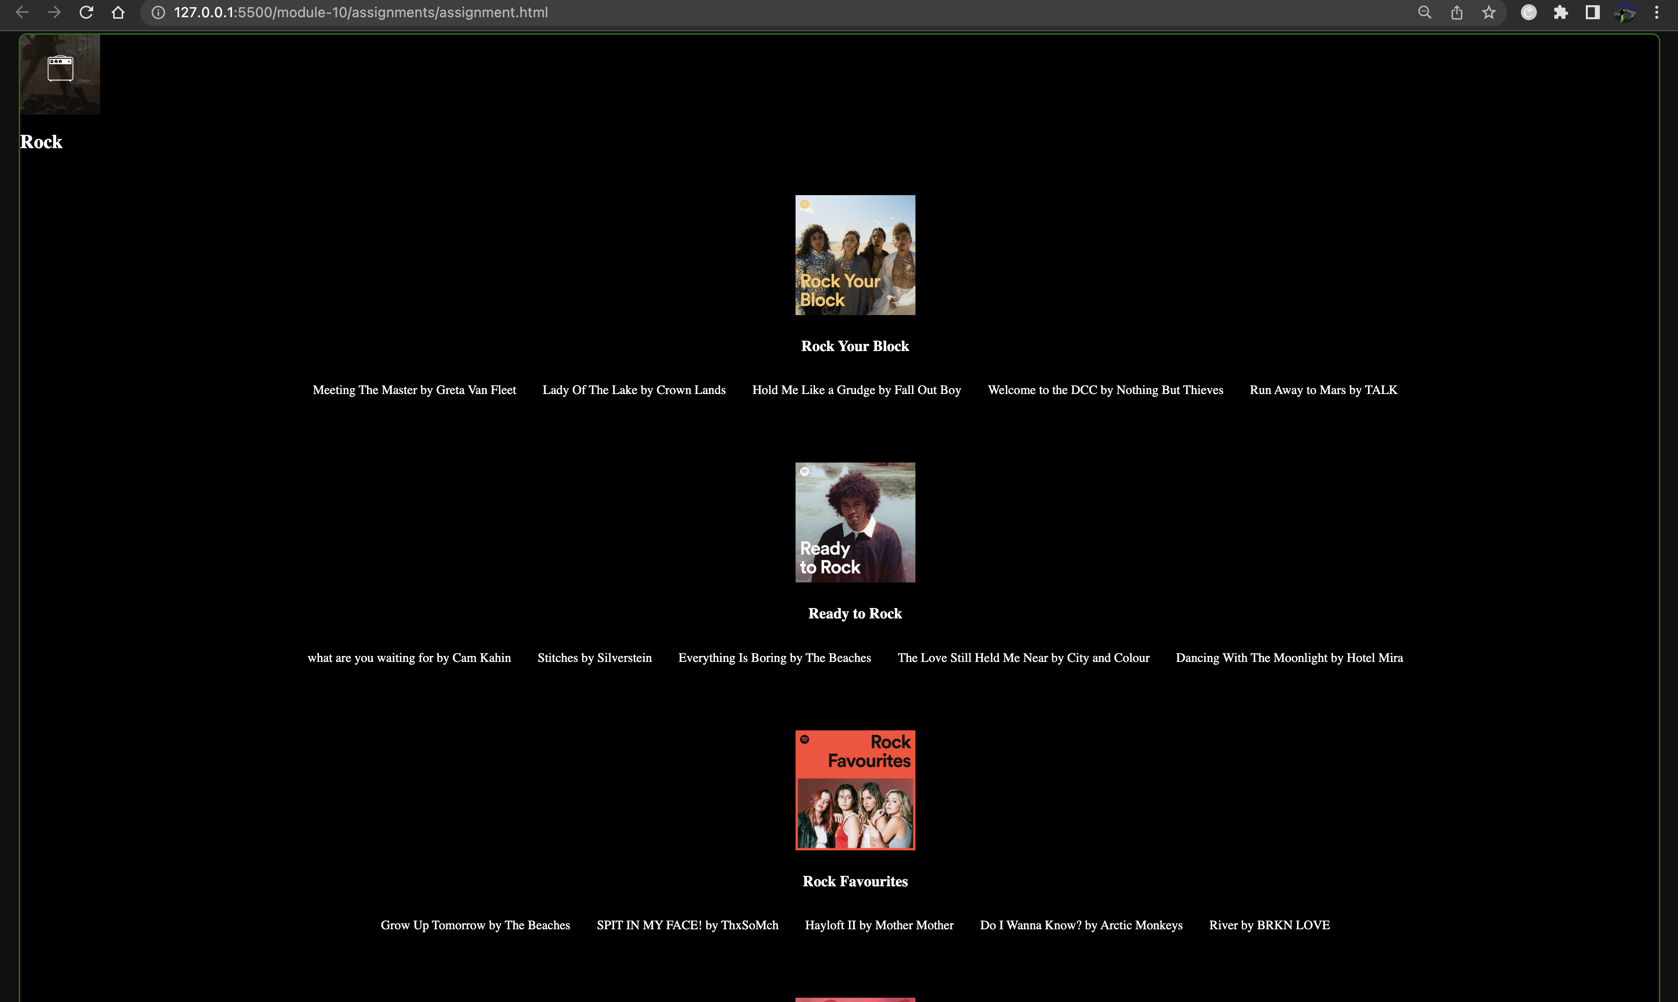 127.0.0.1:5500/module-10/assignments/assignment.html
Rock
Rock Your
Block
Rock Your Block
Meeting The Master by Greta Van Fleet Lady Of The Lake by Crown Lands Hold Me Like a Grudge by Fall Out Boy Welcome to the DCC by Nothing But Thieves Run Away to Mars by TALK
Ready
to Rock
Ready to Rock
what are you waiting for by Cam Kahin Stitches by Silverstein Everything Is Boring by The Beaches The Love Still Held Me Near by City and Colour Dancing With The Moonlight by Hotel Mira
Rock
Favourites
Rock Favourites
Grow Up Tomorrow by The Beaches SPIT IN MY FACE! by ThxSoMch Hayloft II by Mother Mother Do I Wanna Know? by Arctic Monkeys River by BRKN LOVE